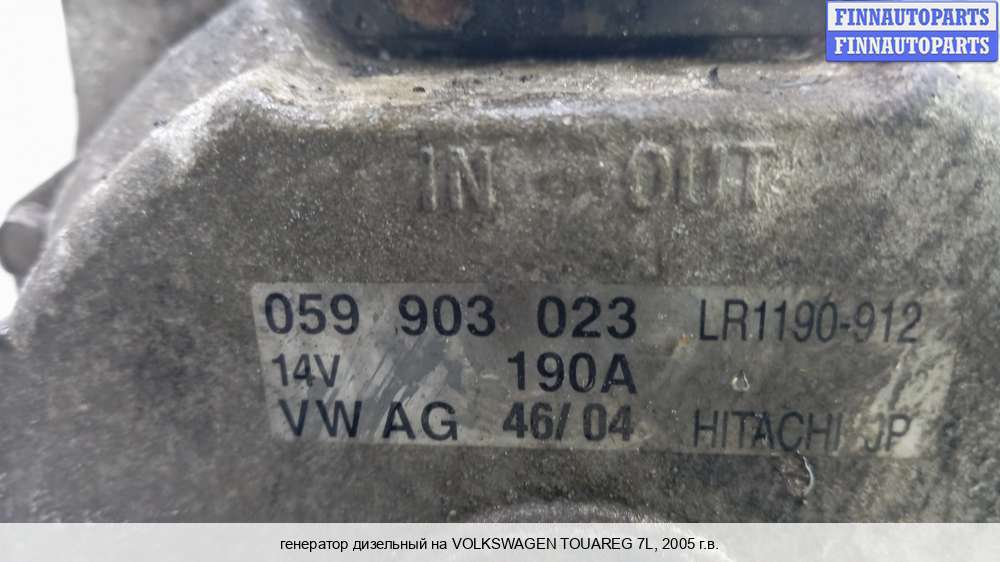 FINNAUTOPARTS
FINNAUTOPARTS
IN OUT
059 903 023 LR1190-912
14V 190A
VW AG 46/04 HITACHI JP
генератор дизельный на VOLKSWAGEN TOUAREG 7L, 2005 г.в.